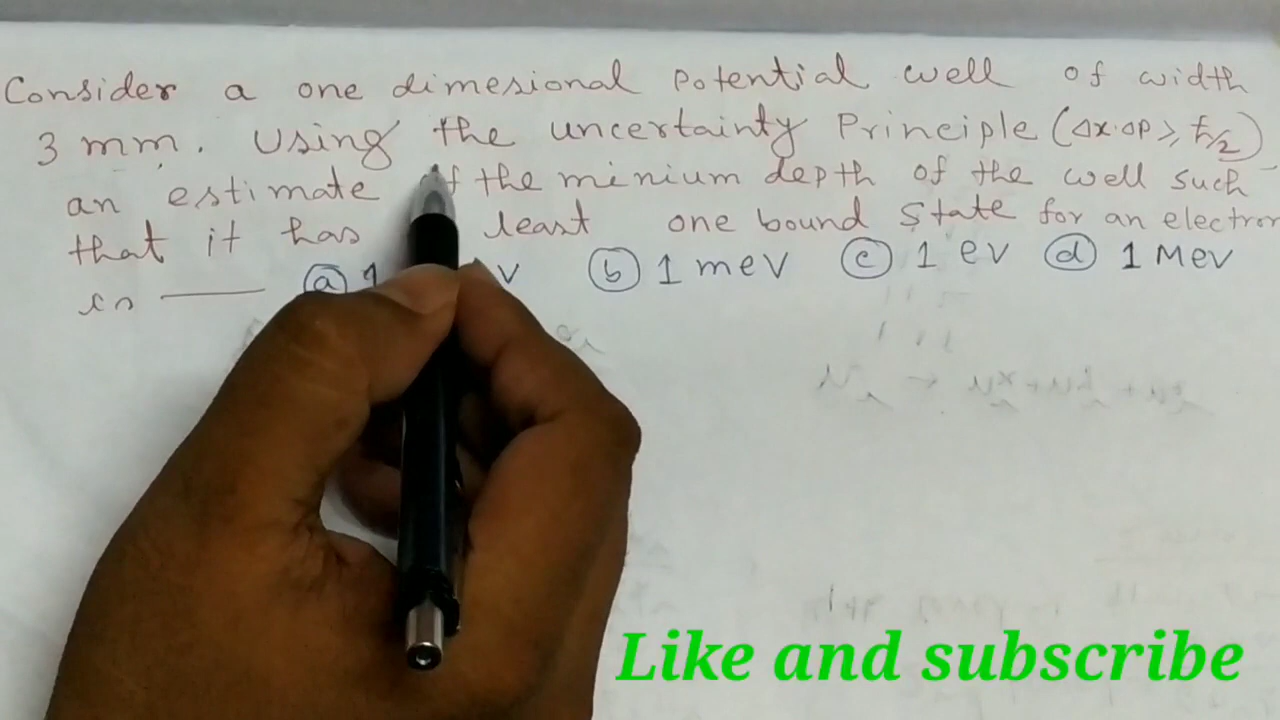 Consider a one dimesional potential well of width
3 mm. Using the uncertainty Principle (Δx·Δp ≥ ħ/2)
an estimate of the minium depth of the well such
that it has least one bound state for an electron
is ____ (a) 1 V (b) 1 meV (c) 1 eV (d) 1 MeV
Like and subscribe